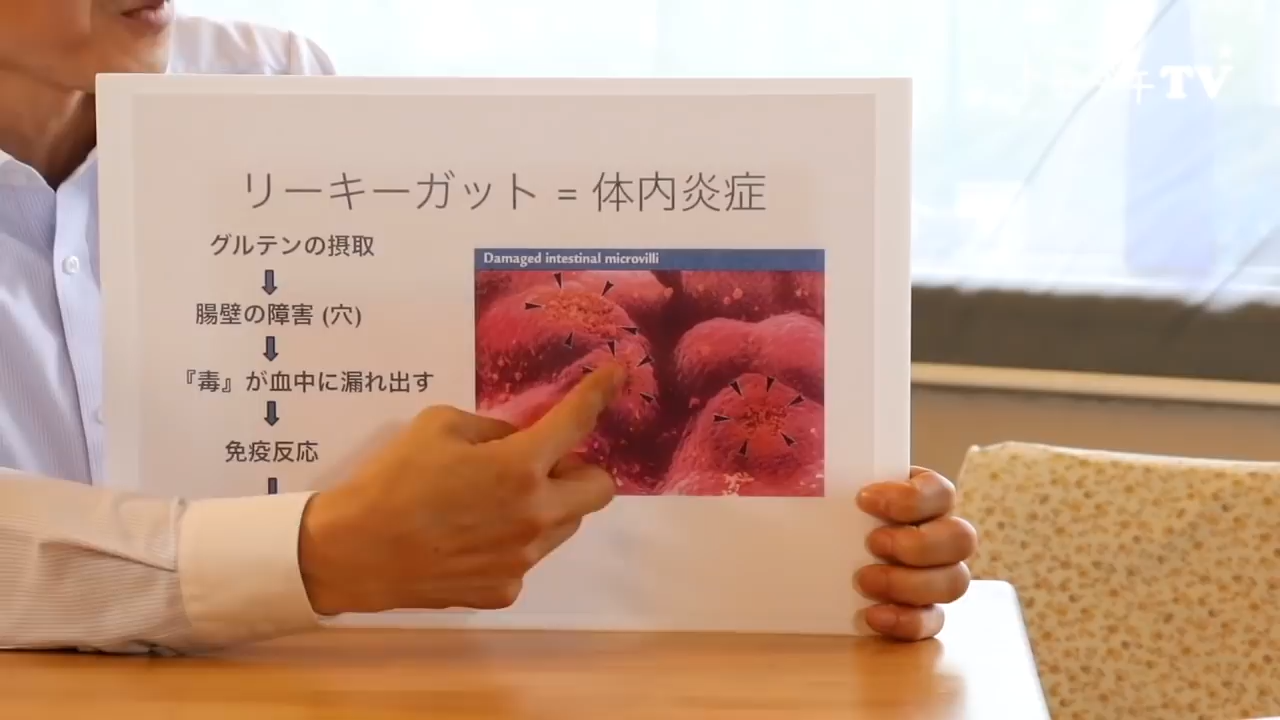 TV
リーキーガット = 体内炎症
グルテンの摂取
Damaged intestinal microvilli
腸壁の障害 (穴)
『毒』が血中に漏れ出す
免疫反応